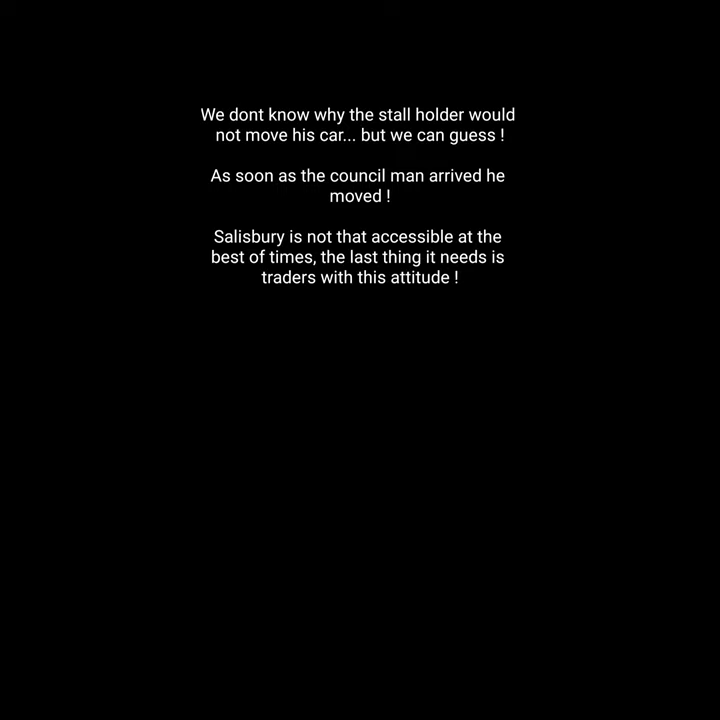 We dont know why the stall holder would
not move his car... but we can guess !
As soon as the council man arrived he
moved !
Salisbury is not that accessible at the
best of times, the last thing it needs is
traders with this attitude !